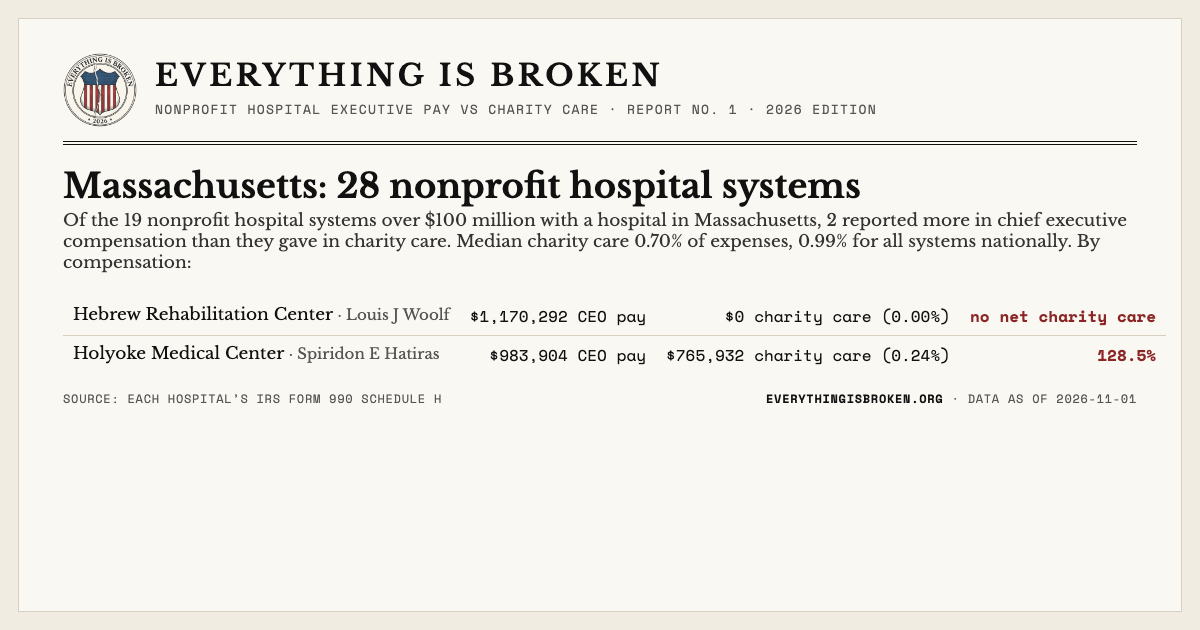 EVERYTHING IS BROKEN
2026
EVERYTHING IS BROKEN
NONPROFIT HOSPITAL EXECUTIVE PAY VS CHARITY CARE · REPORT NO. 1 · 2026 EDITION
Massachusetts: 28 nonprofit hospital systems
Of the 19 nonprofit hospital systems over $100 million with a hospital in Massachusetts, 2 reported more in chief executive
compensation than they gave in charity care. Median charity care 0.70% of expenses, 0.99% for all systems nationally. By
compensation:
Hebrew Rehabilitation Center · Louis J Woolf $1,170,292 CEO pay $0 charity care (0.00%) no net charity care
Holyoke Medical Center · Spiridon E Hatiras $983,904 CEO pay $765,932 charity care (0.24%) 128.5%
SOURCE: EACH HOSPITAL'S IRS FORM 990 SCHEDULE H EVERYTHINGISBROKEN.ORG · DATA AS OF 2026-11-01